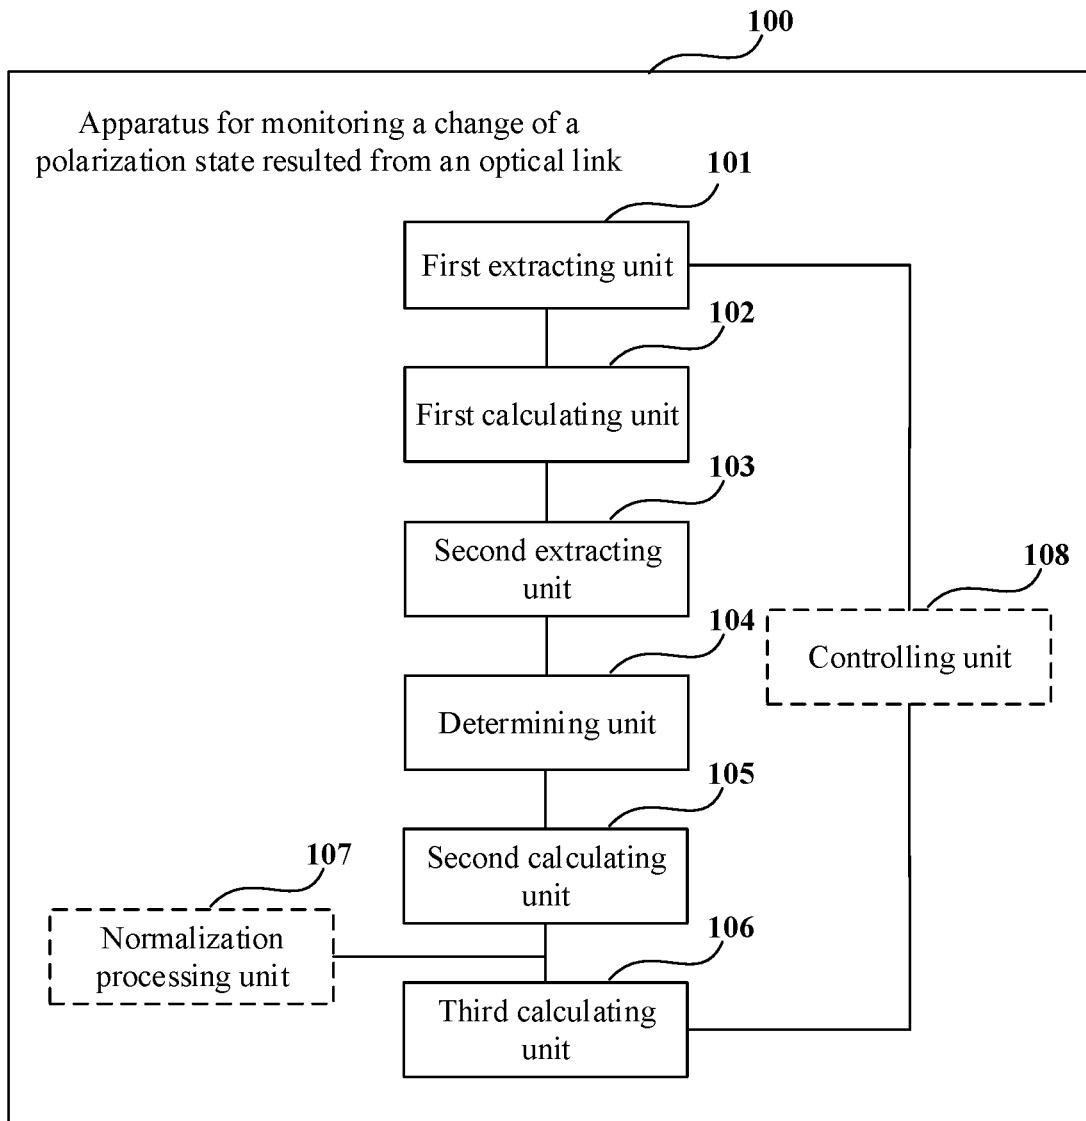 100
Apparatus for monitoring a change of a
polarization state resulted from an optical link
101
First extracting unit
102
First calculating unit
103
Second extracting
unit
108
Controlling unit
104
Determining unit
105
Second calculating
unit
107
Normalization
processing unit
106
Third calculating
unit